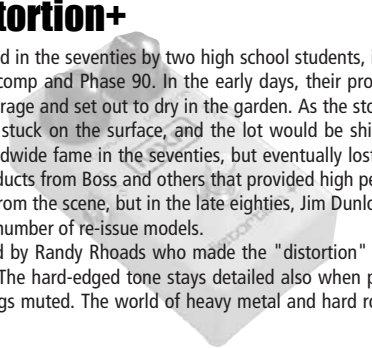 tortion+
d in the seventies by two high school students, i
comp and Phase 90. In the early days, their pro
rage and set out to dry in the garden. As the sto
stuck on the surface, and the lot would be shi
dwide fame in the seventies, but eventually lost
ducts from Boss and others that provided high pe
from the scene, but in the late eighties, Jim Dunlo
number of re-issue models.
d by Randy Rhoads who made the "distortion"
The hard-edged tone stays detailed also when p
gs muted. The world of heavy metal and hard ro
MXR
distortion+